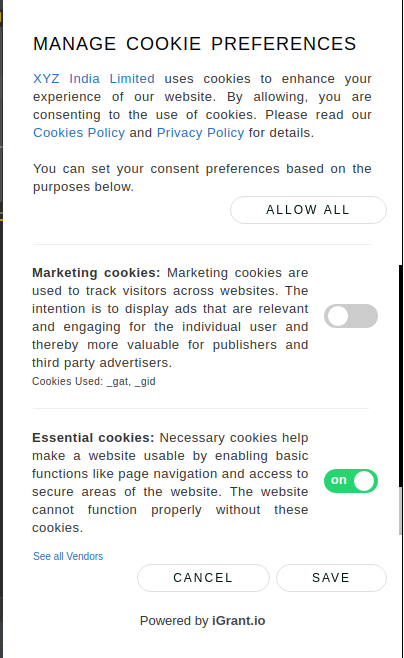 MANAGE COOKIE PREFERENCES
XYZ India Limited uses cookies to enhance your
experience of our website. By allowing, you are
consenting to the use of cookies. Please read our
Cookies Policy and Privacy Policy for details.
You can set your consent preferences based on the
purposes below.
ALLOW ALL
Marketing cookies: Marketing cookies are
used to track visitors across websites. The
intention is to display ads that are relevant
and engaging for the individual user and
thereby more valuable for publishers and
third party advertisers.
Cookies Used: _gat, _gid
Essential cookies: Necessary cookies help
make a website usable by enabling basic
functions like page navigation and access to
secure areas of the website. The website
cannot function properly without these
cookies.
on
See all Vendors
CANCEL SAVE
Powered by iGrant.io